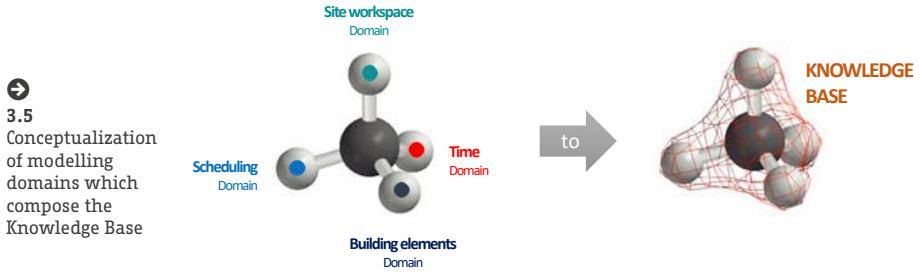 3.5
Conceptualization
of modelling
domains which
compose the
Knowledge Base
Site workspace
Domain
Scheduling
Domain
Time
Domain
Building elements
Domain
to
KNOWLEDGE
BASE